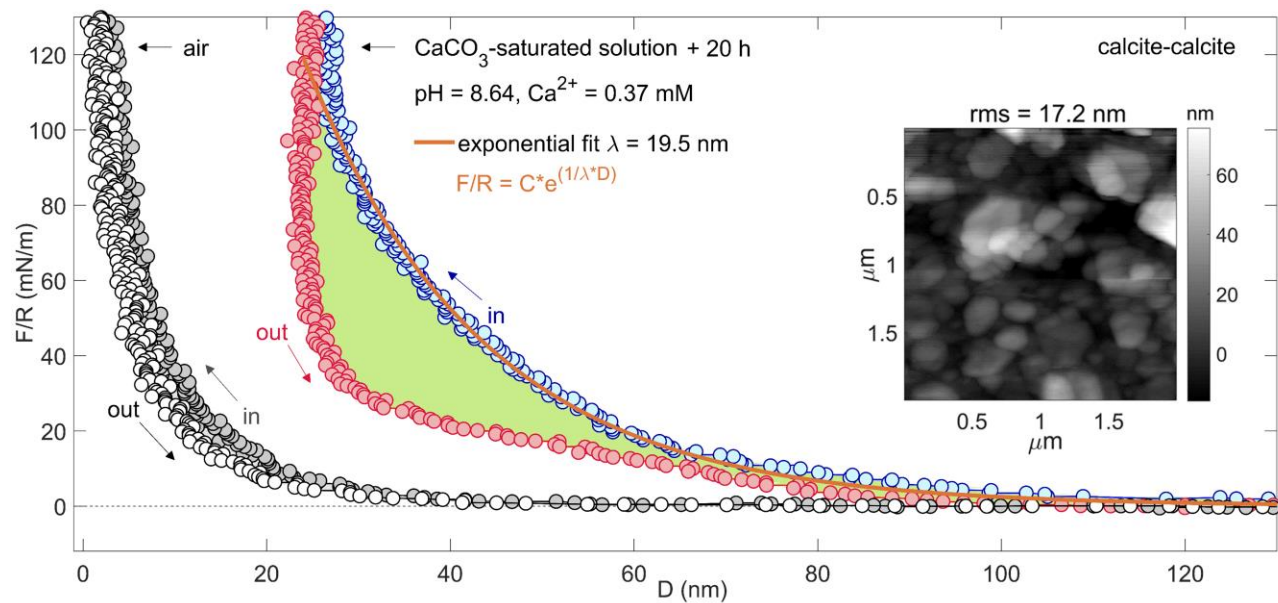 air
CaCO3-saturated solution + 20 h
calcite-calcite
pH = 8.64, Ca2+ = 0.37 mM
exponential fit λ = 19.5 nm
F/R = C*e(1/λ*D)
rms = 17.2 nm
nm
60
40
20
0
0.5
1
1.5
μm
0.5
1
1.5
μm
in
out
in
out
F/R (mN/m)
120
100
80
60
40
20
0
0
20
40
60
80
100
120
D (nm)